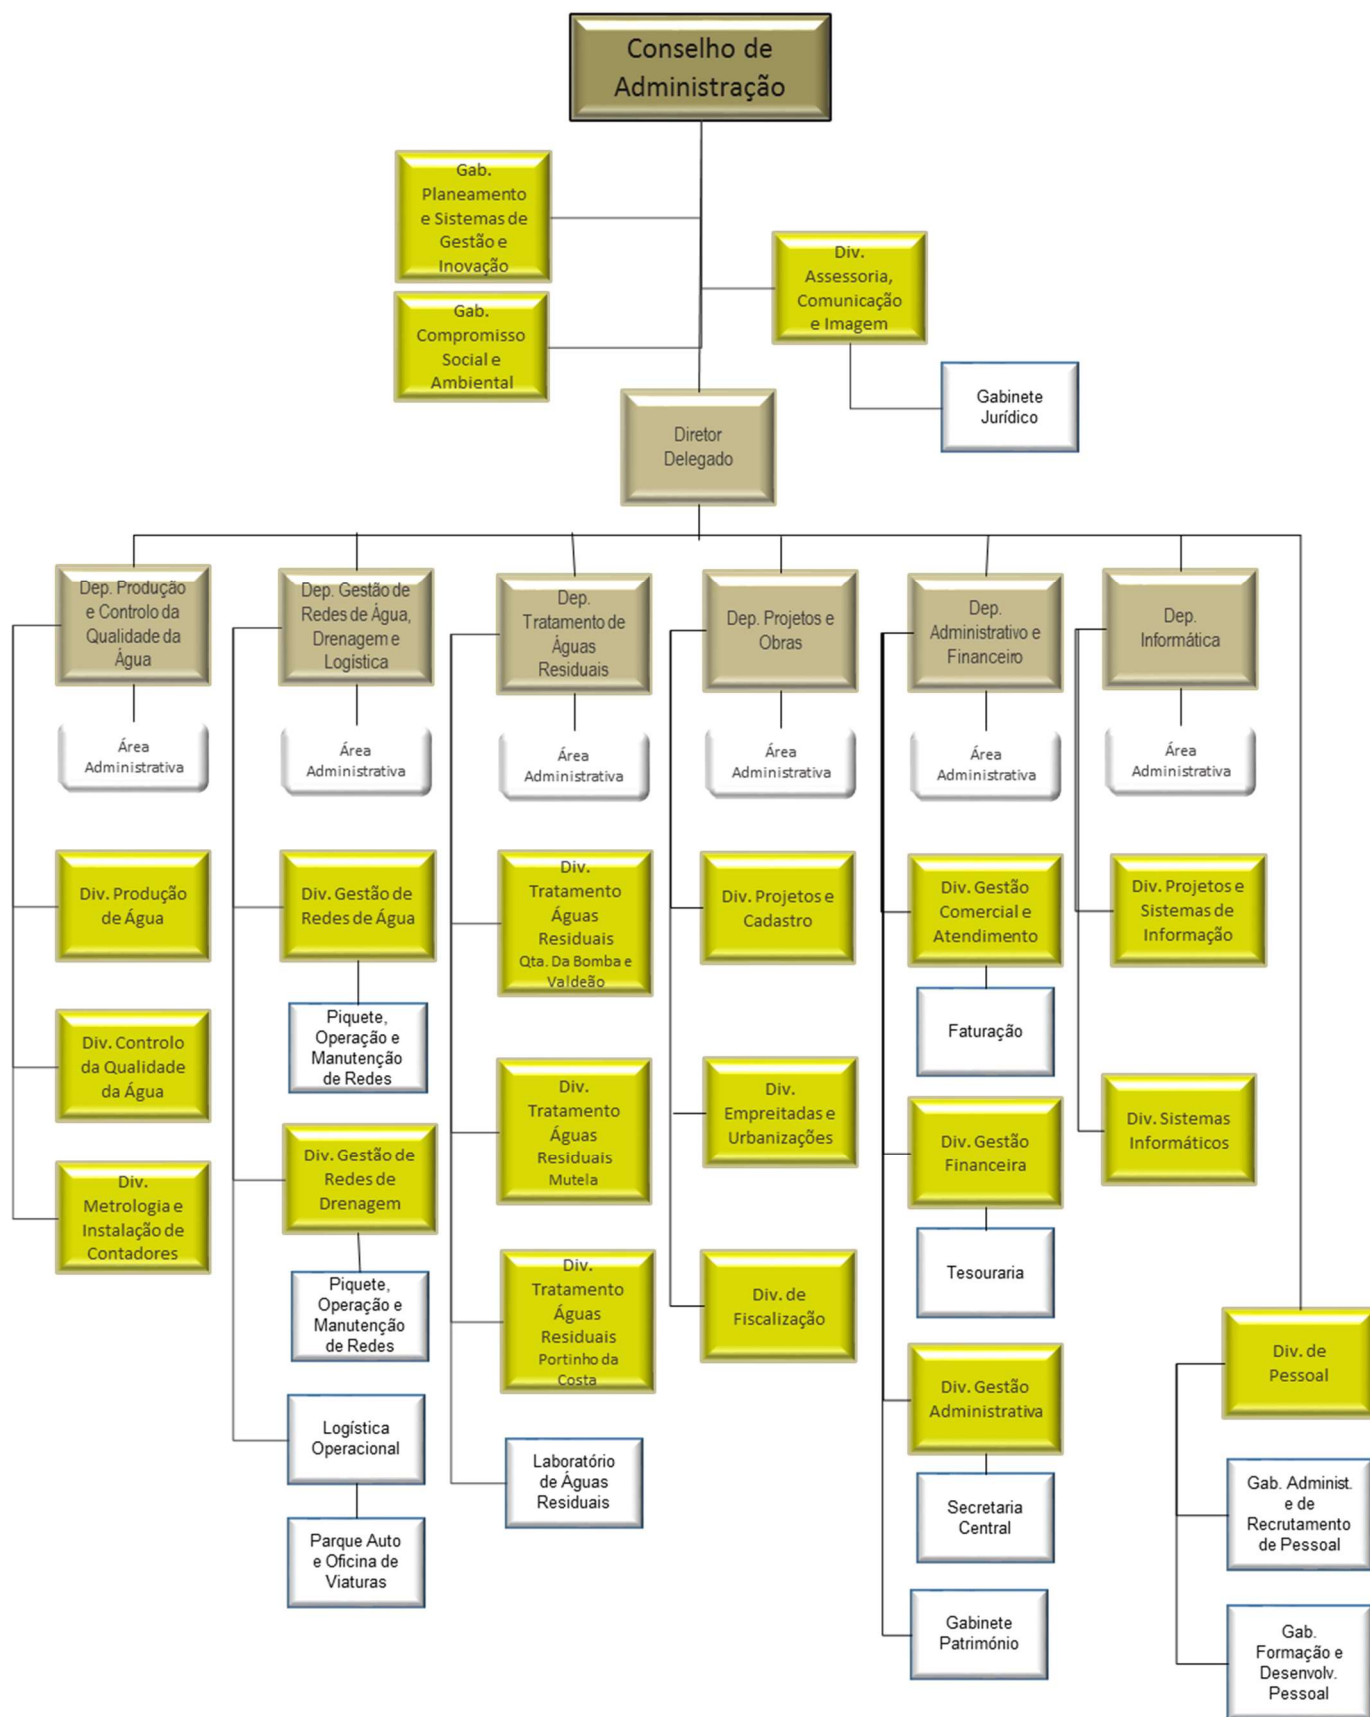 Conselho de
Administração
Gab.
Planeamento
e Sistemas de
Gestão e
Inovação
Div.
Assessoria,
Comunicação
e Imagem
Gab.
Compromisso
Social e
Ambiental
Gabinete
Jurídico
Diretor
Delegado
Dep. Produção
e Controlo da
Qualidade da
Água
Área
Administrativa
Div. Produção
de Água
Div. Controlo
da Qualidade
da Água
Div.
Metrologia e
Instalação de
Contadores
Dep. Gestão de
Redes de Água,
Drenagem e
Logística
Área
Administrativa
Div. Gestão de
Redes de Água
Piquete,
Operação e
Manutenção
de Redes
Div. Gestão de
Redes de
Drenagem
Piquete,
Operação e
Manutenção
de Redes
Logística
Operacional
Parque Auto
e Oficina de
Viaturas
Dep.
Tratamento de
Águas
Residuais
Área
Administrativa
Div.
Tratamento
Águas
Residuais
Qta. Da Bomba e
Valdeão
Div.
Tratamento
Águas
Residuais
Mutela
Div.
Tratamento
Águas
Residuais
Portinho da
Costa
Laboratório
de Águas
Residuais
Dep. Projetos e
Obras
Área
Administrativa
Div. Projetos e
Cadastro
Div.
Empreitadas e
Urbanizações
Div. de
Fiscalização
Dep.
Administrativo e
Financeiro
Área
Administrativa
Div. Gestão
Comercial e
Atendimento
Faturação
Div. Gestão
Financeira
Tesouraria
Div. Gestão
Administrativa
Secretaria
Central
Gabinete
Património
Dep.
Informática
Área
Administrativa
Div. Projetos e
Sistemas de
Informação
Div. Sistemas
Informáticos
Div. de
Pessoal
Gab. Administ.
e de
Recrutamento
de Pessoal
Gab.
Formação e
Desenvolv.
Pessoal